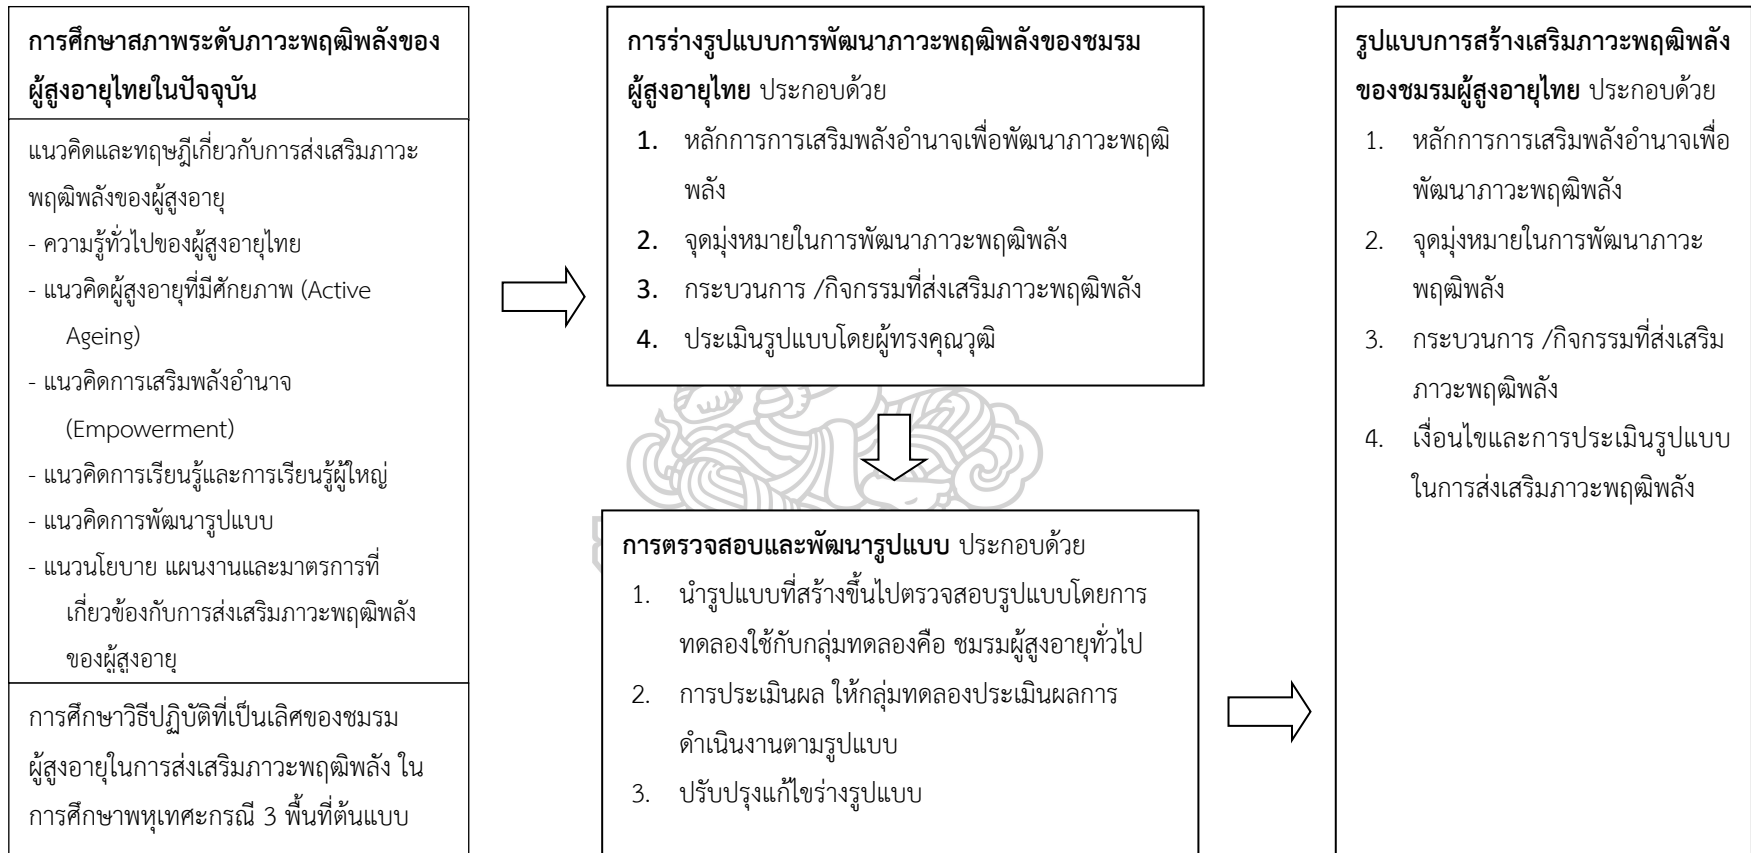 การศึกษาสภาพระดับภาวะพฤฒิพลังของ
ผู้สูงอายุไทยในปัจจุบัน
แนวคิดและทฤษฎีเกี่ยวกับการส่งเสริมภาวะ
พฤฒิพลังของผู้สูงอายุ
- ความรู้ทั่วไปของผู้สูงอายุไทย
- แนวคิดผู้สูงอายุที่มีศักยภาพ (Active
Ageing)
- แนวคิดการเสริมพลังอำนาจ
(Empowerment)
- แนวคิดการเรียนรู้และการเรียนรู้ผู้ใหญ่
- แนวคิดการพัฒนารูปแบบ
- แนวนโยบาย แผนงานและมาตรการที่
เกี่ยวข้องกับการส่งเสริมภาวะพฤฒิพลัง
ของผู้สูงอายุ
การศึกษาวิธีปฏิบัติที่เป็นเลิศของชมรม
ผู้สูงอายุในการส่งเสริมภาวะพฤฒิพลัง ใน
การศึกษาพหุเทศะกรณี 3 พื้นที่ต้นแบบ
การร่างรูปแบบการพัฒนาภาวะพฤฒิพลังของชมรม
ผู้สูงอายุไทย ประกอบด้วย
1. หลักการการเสริมพลังอำนาจเพื่อพัฒนาภาวะพฤฒิ
พลัง
2. จุดมุ่งหมายในการพัฒนาภาวะพฤฒิพลัง
3. กระบวนการ /กิจกรรมที่ส่งเสริมภาวะพฤฒิพลัง
4. ประเมินรูปแบบโดยผู้ทรงคุณวุฒิ
การตรวจสอบและพัฒนารูปแบบ ประกอบด้วย
1. นำรูปแบบที่สร้างขึ้นไปตรวจสอบรูปแบบโดยการ
ทดลองใช้กับกลุ่มทดลองคือ ชมรมผู้สูงอายุทั่วไป
2. การประเมินผล ให้กลุ่มทดลองประเมินผลการ
ดำเนินงานตามรูปแบบ
3. ปรับปรุงแก้ไขร่างรูปแบบ
รูปแบบการสร้างเสริมภาวะพฤฒิพลัง
ของชมรมผู้สูงอายุไทย ประกอบด้วย
1. หลักการการเสริมพลังอำนาจเพื่อ
พัฒนาภาวะพฤฒิพลัง
2. จุดมุ่งหมายในการพัฒนาภาวะ
พฤฒิพลัง
3. กระบวนการ /กิจกรรมที่ส่งเสริม
ภาวะพฤฒิพลัง
4. เงื่อนไขและการประเมินรูปแบบ
ในการส่งเสริมภาวะพฤฒิพลัง